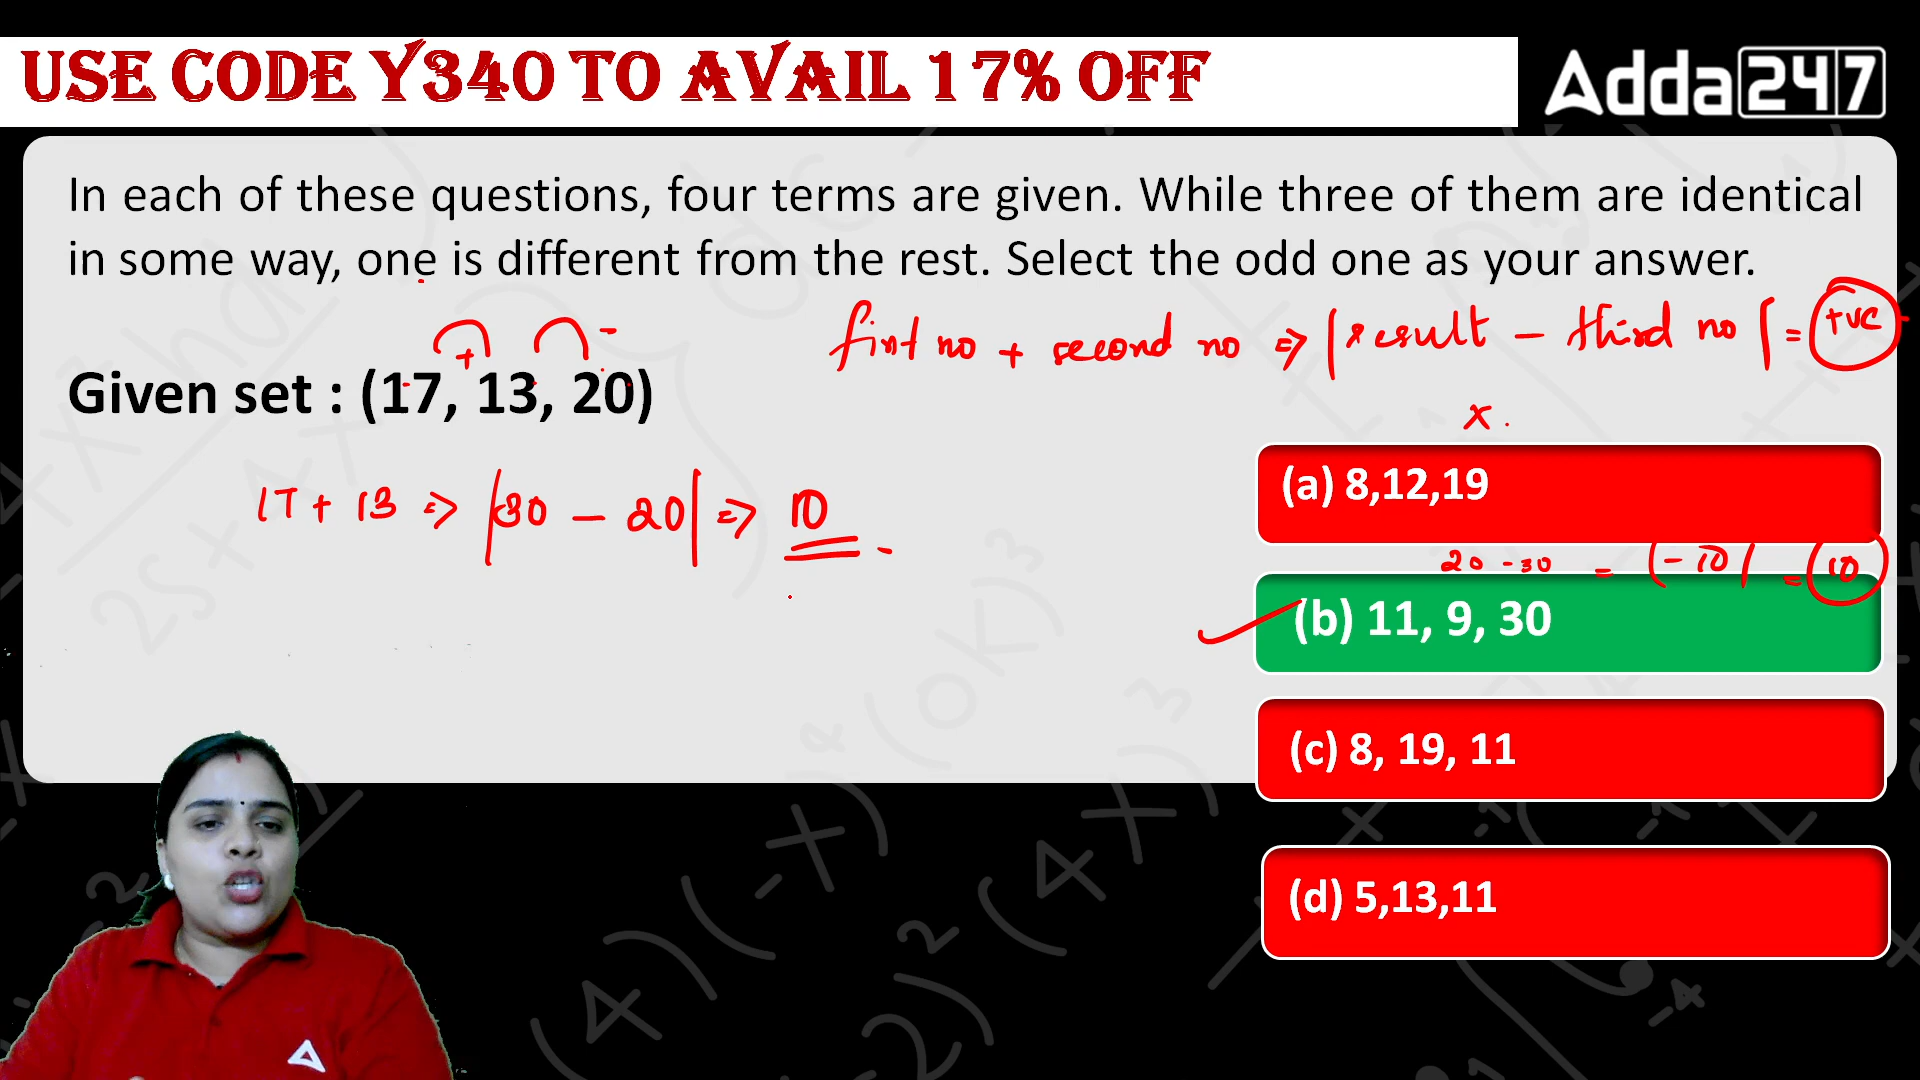 USE CODE Y340 TO AVAIL 17% OFF
Adda247
In each of these questions, four terms are given. While three of them are identical
in some way, one is different from the rest. Select the odd one as your answer.
first no + second no => |result - third no| = +ve
+ -
Given set : (17, 13, 20)
x.
(a) 8,12,19
17 + 13 => |30 - 20| => 10
20 - 30 = |-10| = 10
(b) 11, 9, 30
(c) 8, 19, 11
(d) 5,13,11